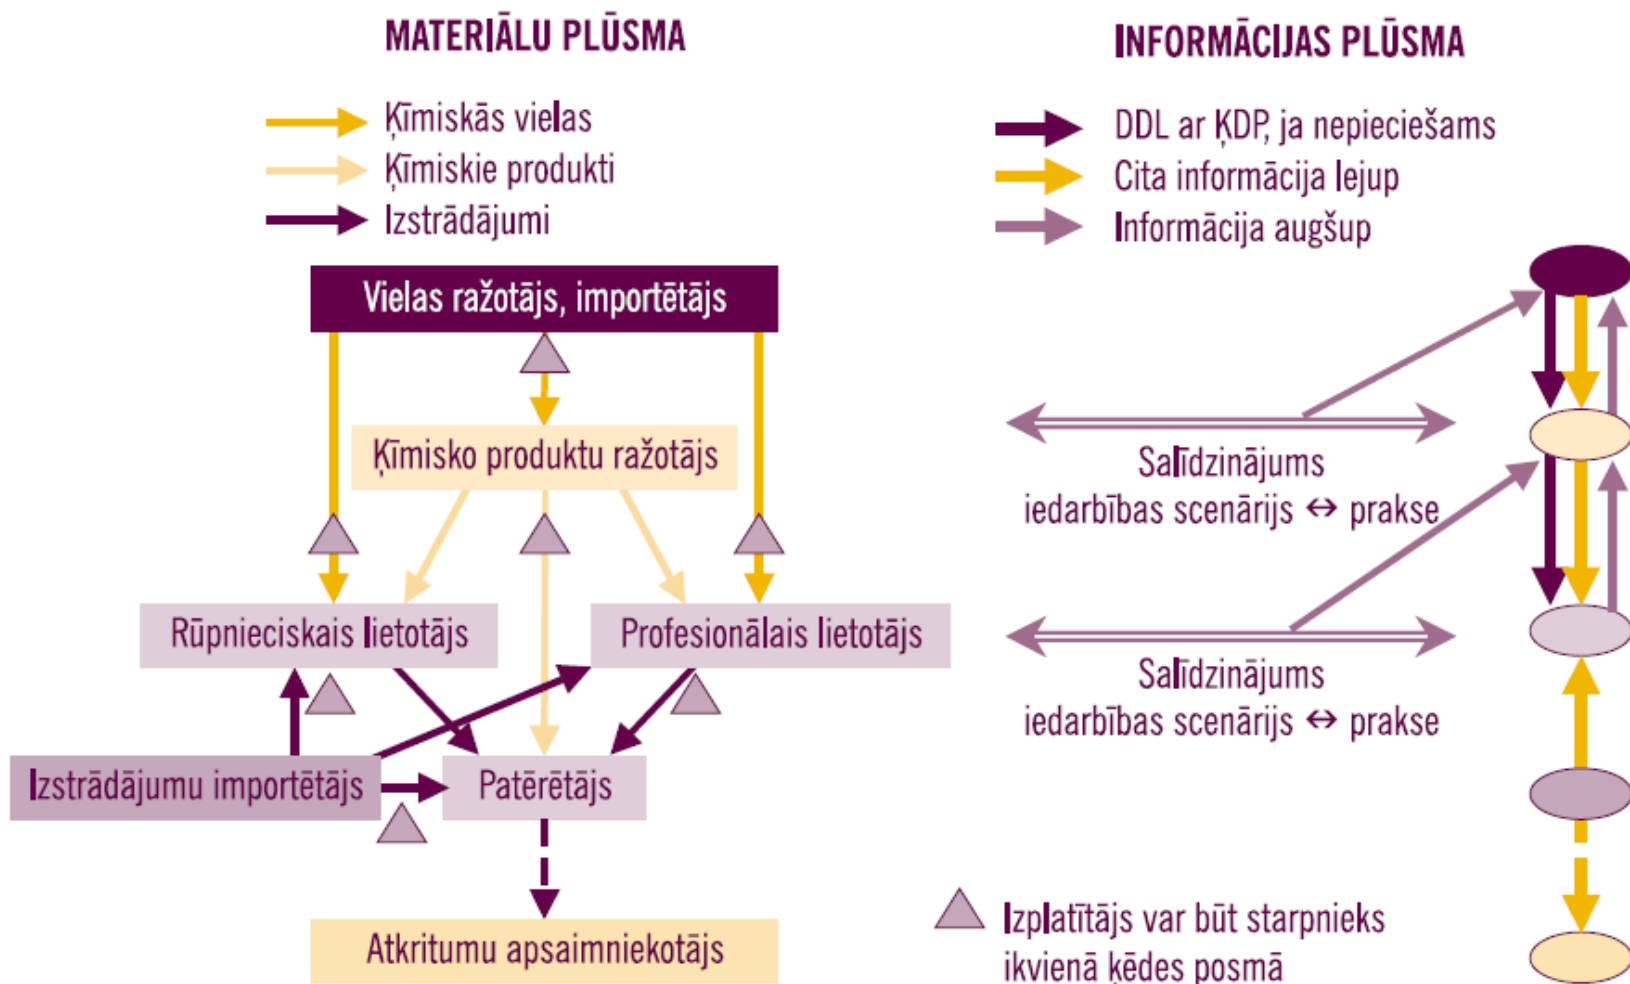 MATERIĀLU PLŪSMA
Ķīmiskās vielas
Ķīmiskie produkti
Izstrādājumi
Vielas ražotājs, importētājs
Ķīmisko produktu ražotājs
Rūpnieciskais lietotājs
Profesionālais lietotājs
Izstrādājumu importētājs
Patērētājs
Atkritumu apsaimniekotājs
INFORMĀCIJAS PLŪSMA
DDL ar ĶDP, ja nepieciešams
Cita informācija lejup
Informācija augšup
Salīdzinājums
iedarbības scenārijs ↔ prakse
Salīdzinājums
iedarbības scenārijs ↔ prakse
Izplatītājs var būt starpnieks
ikvienā ķēdes posmā